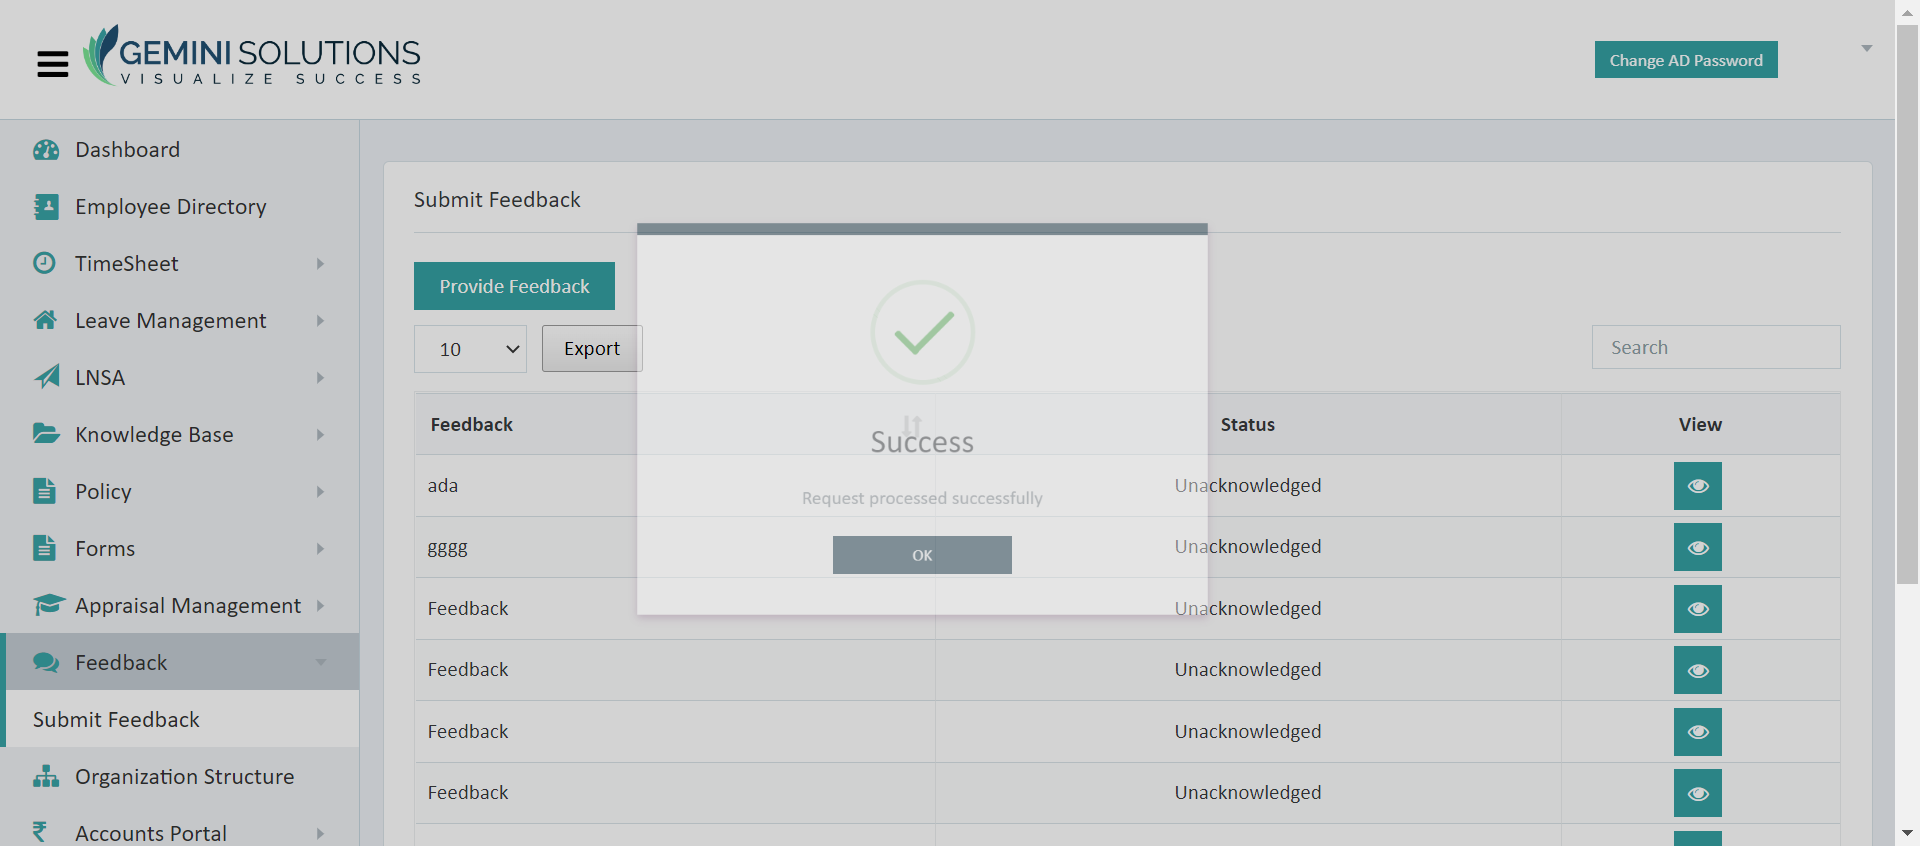 GEMINI SOLUTIONS
VISUALIZE SUCCESS
Change AD Password
Dashboard
Employee Directory
TimeSheet
Leave Management
LNSA
Knowledge Base
Policy
Forms
Appraisal Management
Feedback
Submit Feedback
Organization Structure
Accounts Portal
Submit Feedback
Provide Feedback
10
Export
Search
Feedback Status View
ada Unacknowledged
gggg Unacknowledged
Feedback Unacknowledged
Feedback Unacknowledged
Feedback Unacknowledged
Feedback Unacknowledged
Success
Request processed successfully
OK